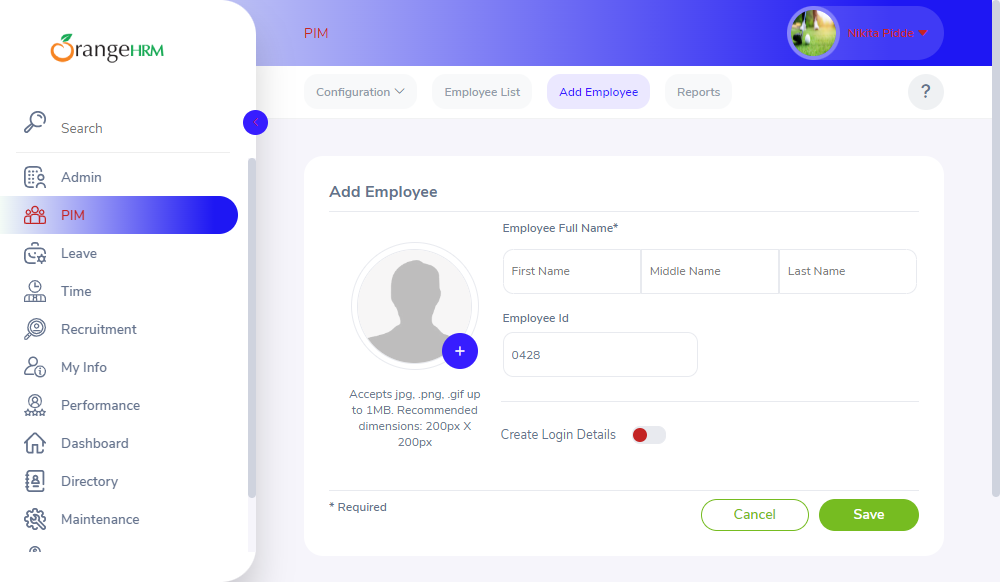 OrangeHRM
Search
Admin
PIM
Leave
Time
Recruitment
My Info
Performance
Dashboard
Directory
Maintenance
PIM
Nikita Pidde
Configuration
Employee List
Add Employee
Reports
?
Add Employee
Accepts jpg, .png, .gif up
to 1MB. Recommended
dimensions: 200px X
200px
Employee Full Name*
First Name
Middle Name
Last Name
Employee Id
0428
Create Login Details
* Required
Cancel
Save